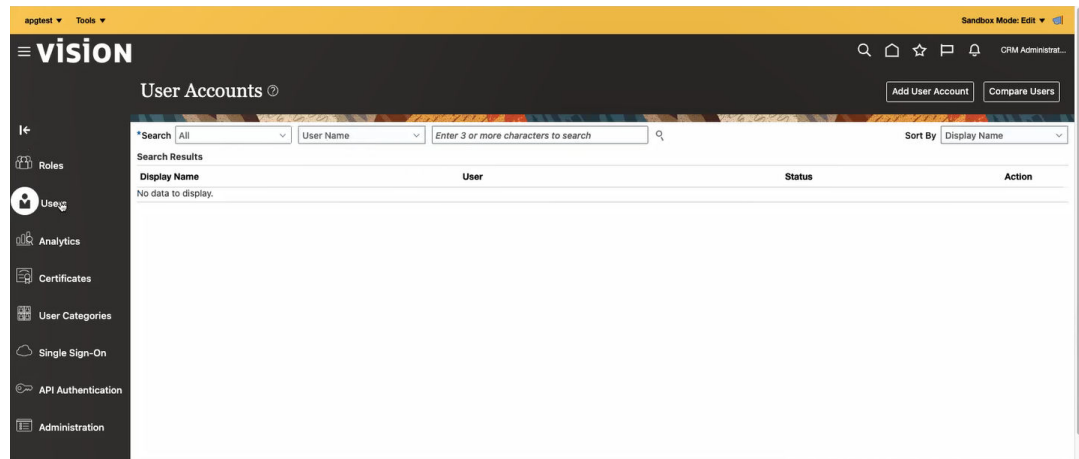 apgtest Tools Sandbox Mode: Edit
vision
CRM Administrat...
User Accounts
Add User Account Compare Users
*Search All User Name Enter 3 or more characters to search Sort By Display Name
Search Results
Display Name User Status Action
No data to display.
Roles
Users
Analytics
Certificates
User Categories
Single Sign-On
API Authentication
Administration